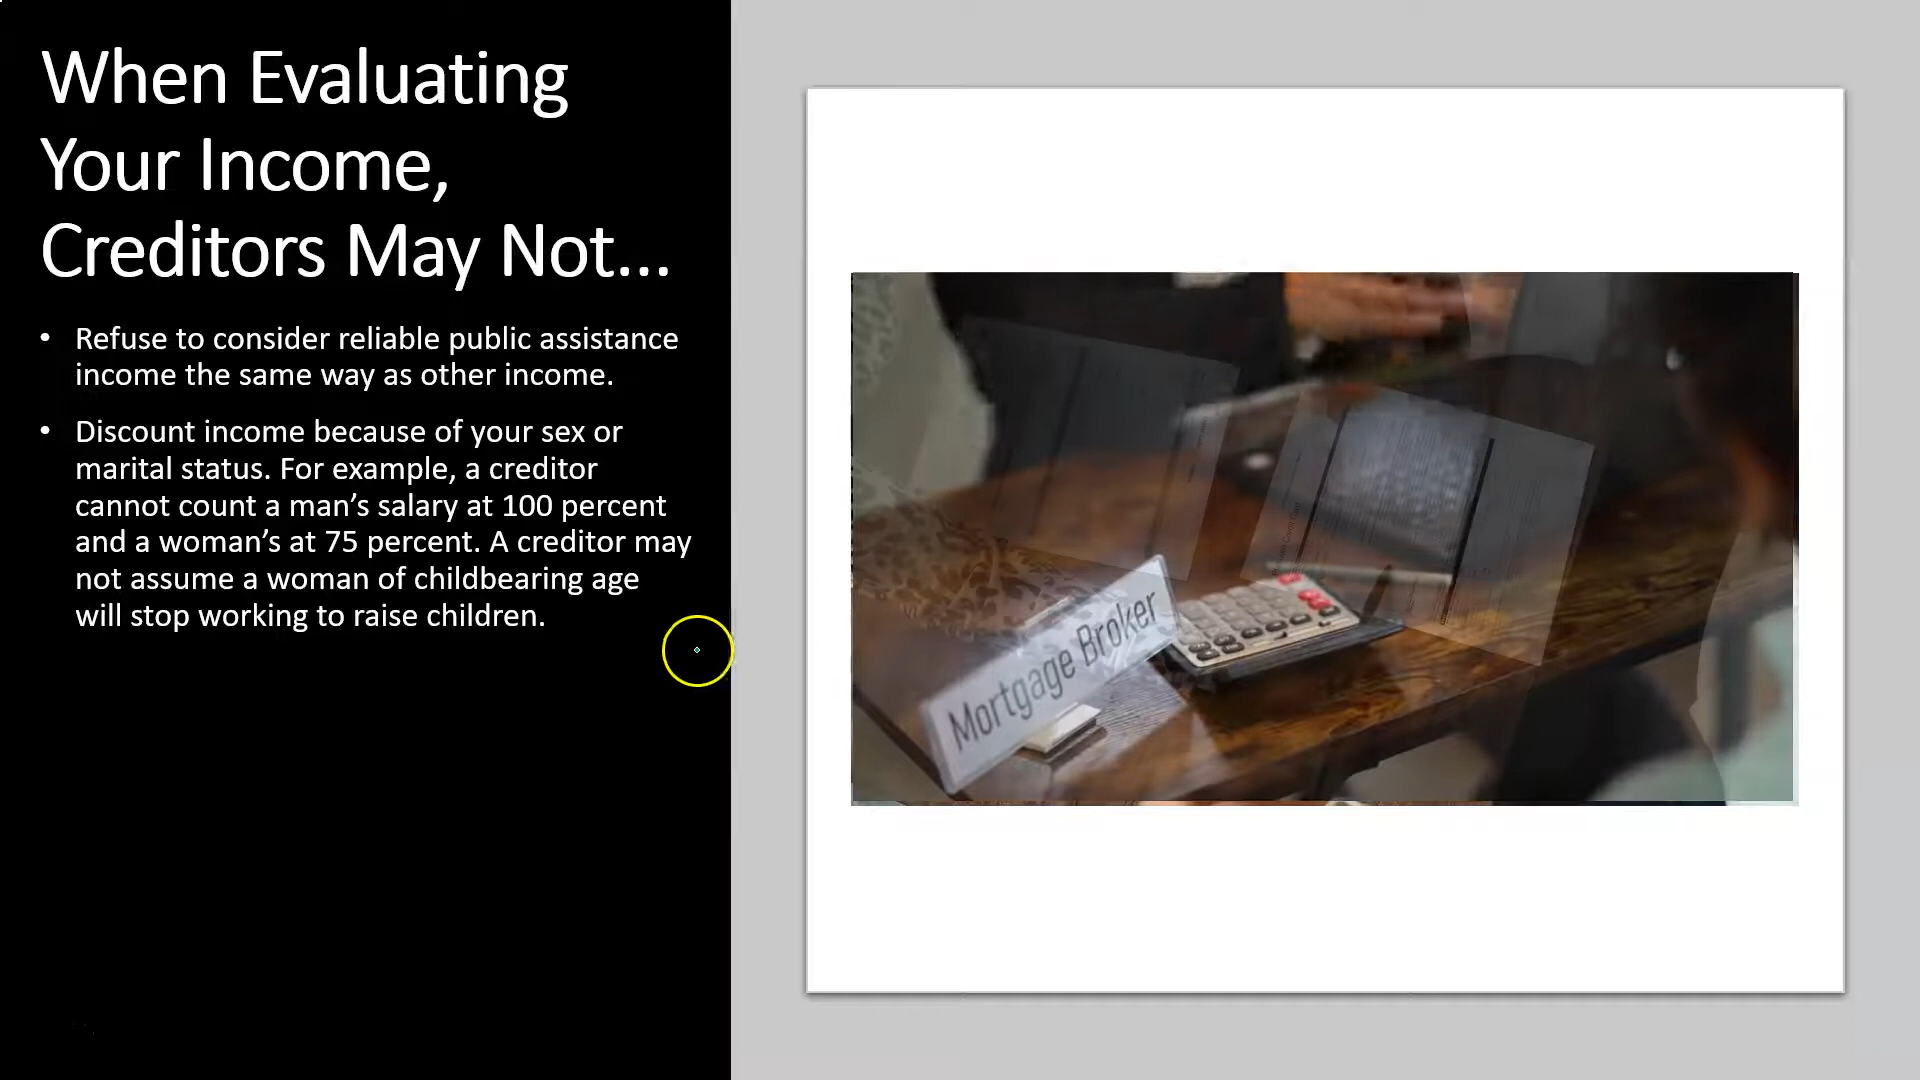 When Evaluating
Your Income,
Creditors May Not...
• Refuse to consider reliable public assistance
income the same way as other income.
• Discount income because of your sex or
marital status. For example, a creditor
cannot count a man’s salary at 100 percent
and a woman’s at 75 percent. A creditor may
not assume a woman of childbearing age
will stop working to raise children.
Mortgage Broker